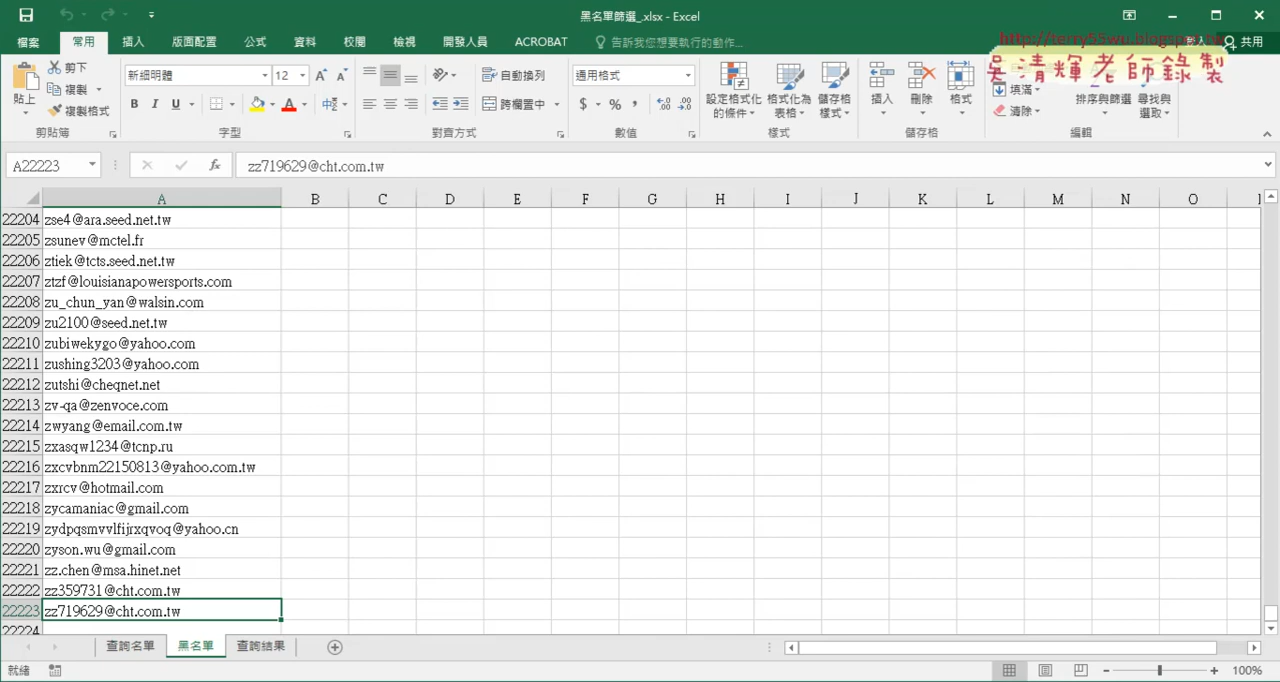 黑名單篩選_.xlsx - Excel
檔案 常用 插入 版面配置 公式 資料 校閱 檢視 開發人員 ACROBAT 告訴我您想要執行的動作... 共用
http://terry55wu.blogspot.tw
吳清輝老師錄製
貼上 剪下 複製 複製格式 剪貼簿
新細明體 12 B I U A 字型
自動換列 跨欄置中 對齊方式
通用格式 $ % 數值
設定格式化的條件 格式化為表格 儲存格樣式 樣式
插入 刪除 格式 儲存格
填滿 清除 排序與篩選 尋找與選取 編輯
A22223 fx zz719629@cht.com.tw
A B C D E F G H I J K L M N O
22204 zse4@ara.seed.net.tw
22205 zsunev@mctel.fr
22206 ztiek@tcts.seed.net.tw
22207 ztzf@louisianapowersports.com
22208 zu_chun_yan@walsin.com
22209 zu2100@seed.net.tw
22210 zubiwekygo@yahoo.com
22211 zushing3203@yahoo.com
22212 zutshi@cheqnet.net
22213 zv-qa@zenvoce.com
22214 zwyang@email.com.tw
22215 zxasqw1234@tcnp.ru
22216 zxcvbnm22150813@yahoo.com.tw
22217 zxrcv@hotmail.com
22218 zycamaniac@gmail.com
22219 zydpqsmvvlfijrxqvoq@yahoo.cn
22220 zyson.wu@gmail.com
22221 zz.chen@msa.hinet.net
22222 zz359731@cht.com.tw
22223 zz719629@cht.com.tw
22224
查詢名單 黑名單 查詢結果
就緒 100%